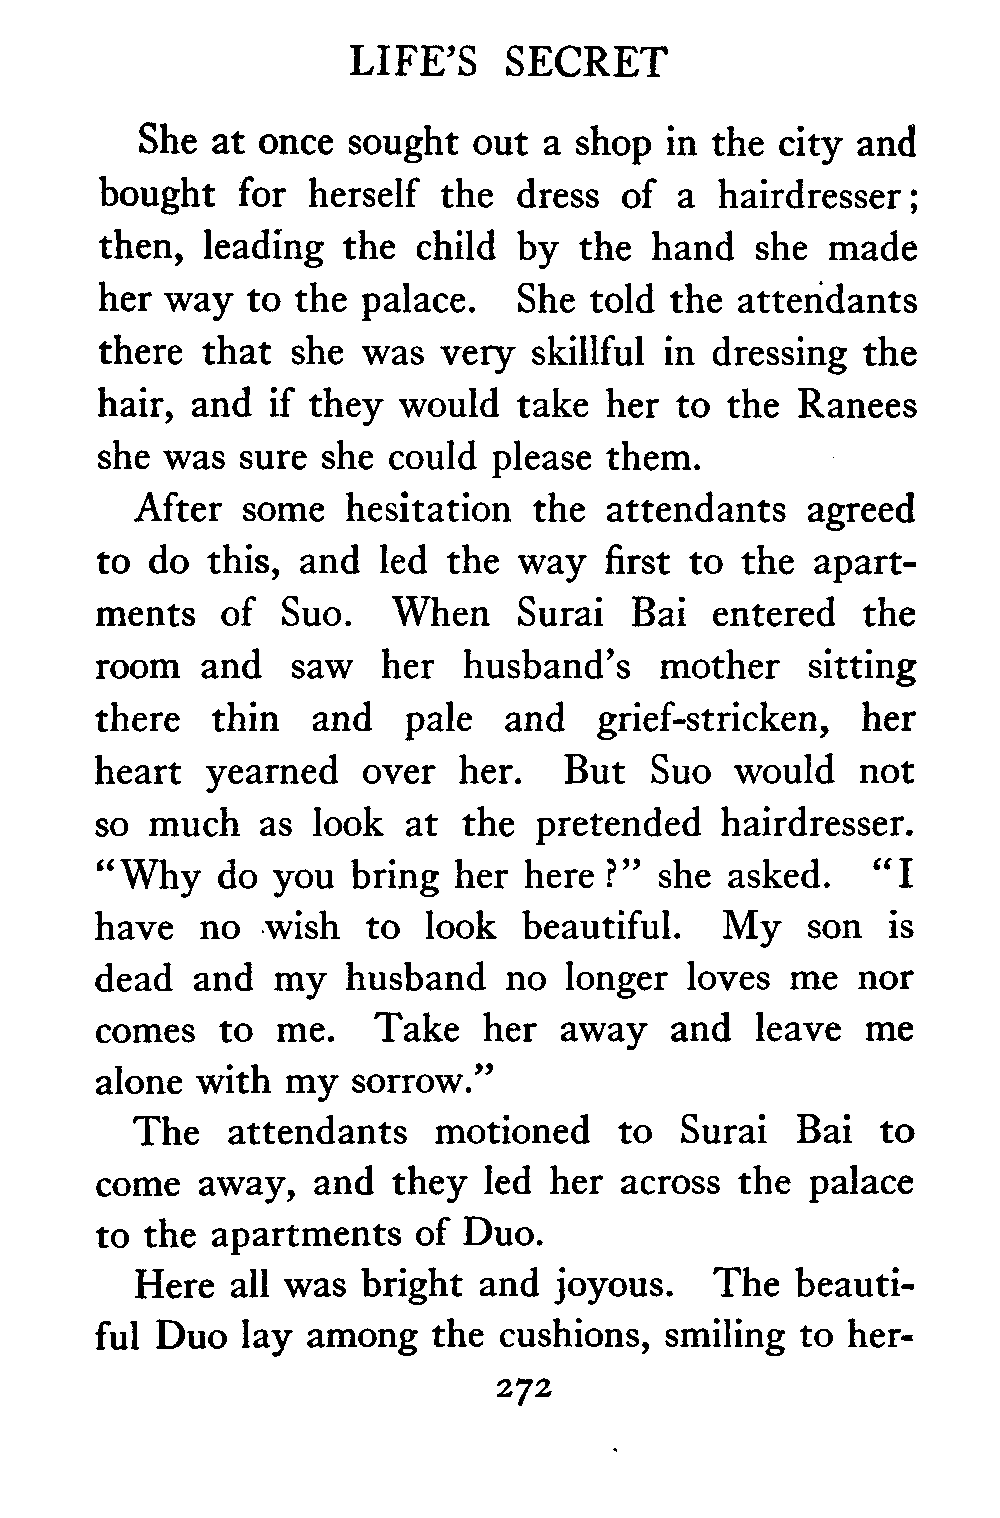 LIFE'S SECRET
She at once sought out a shop in the city and
bought for herself the dress of a hairdresser;
then, leading the child by the hand she made
her way to the palace. She told the attendants
there that she was very skillful in dressing the
hair, and if they would take her to the Ranees
she was sure she could please them.
After some hesitation the attendants agreed
to do this, and led the way first to the apart-
ments of Suo. When Surai Bai entered the
room and saw her husband's mother sitting
there thin and pale and grief-stricken, her
heart yearned over her. But Suo would not
so much as look at the pretended hairdresser.
“Why do you bring her here?” she asked. “I
have no wish to look beautiful. My son is
dead and my husband no longer loves me nor
comes to me. Take her away and leave me
alone with my sorrow.”
The attendants motioned to Surai Bai to
come away, and they led her across the palace
to the apartments of Duo.
Here all was bright and joyous. The beauti-
ful Duo lay among the cushions, smiling to her-
272